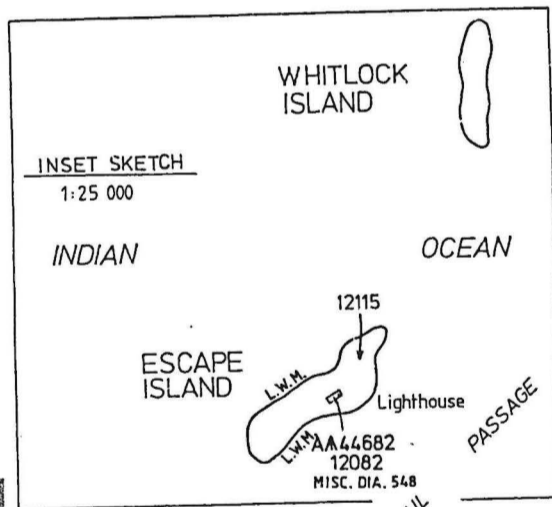 WHITLOCK
ISLAND
INSET SKETCH
1:25 000
INDIAN
OCEAN
12115
ESCAPE
ISLAND
L.W.M.
Lighthouse
L.W.M.
AA44682
12082
MISC. DIA. 548
PASSAGE